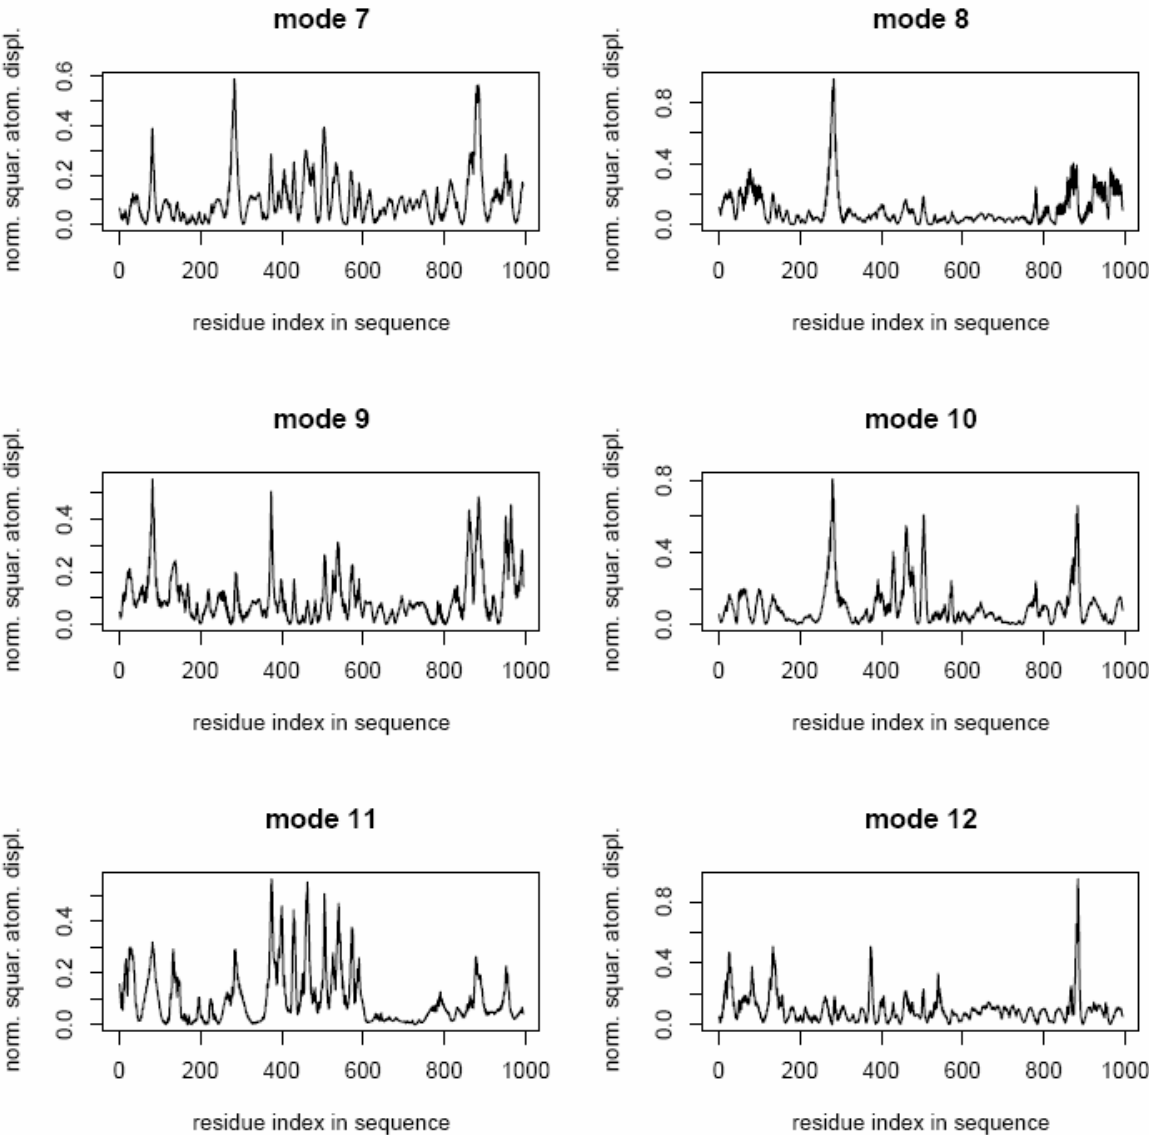 mode 7
norm. squar. atom. displ.
0.0 0.2 0.4 0.6
0 200 400 600 800 1000
residue index in sequence
mode 8
norm. squar. atom. displ.
0.0 0.4 0.8
0 200 400 600 800 1000
residue index in sequence
mode 9
norm. squar. atom. displ.
0.0 0.2 0.4
0 200 400 600 800 1000
residue index in sequence
mode 10
norm. squar. atom. displ.
0.0 0.4 0.8
0 200 400 600 800 1000
residue index in sequence
mode 11
norm. squar. atom. displ.
0.0 0.2 0.4
0 200 400 600 800 1000
residue index in sequence
mode 12
norm. squar. atom. displ.
0.0 0.4 0.8
0 200 400 600 800 1000
residue index in sequence